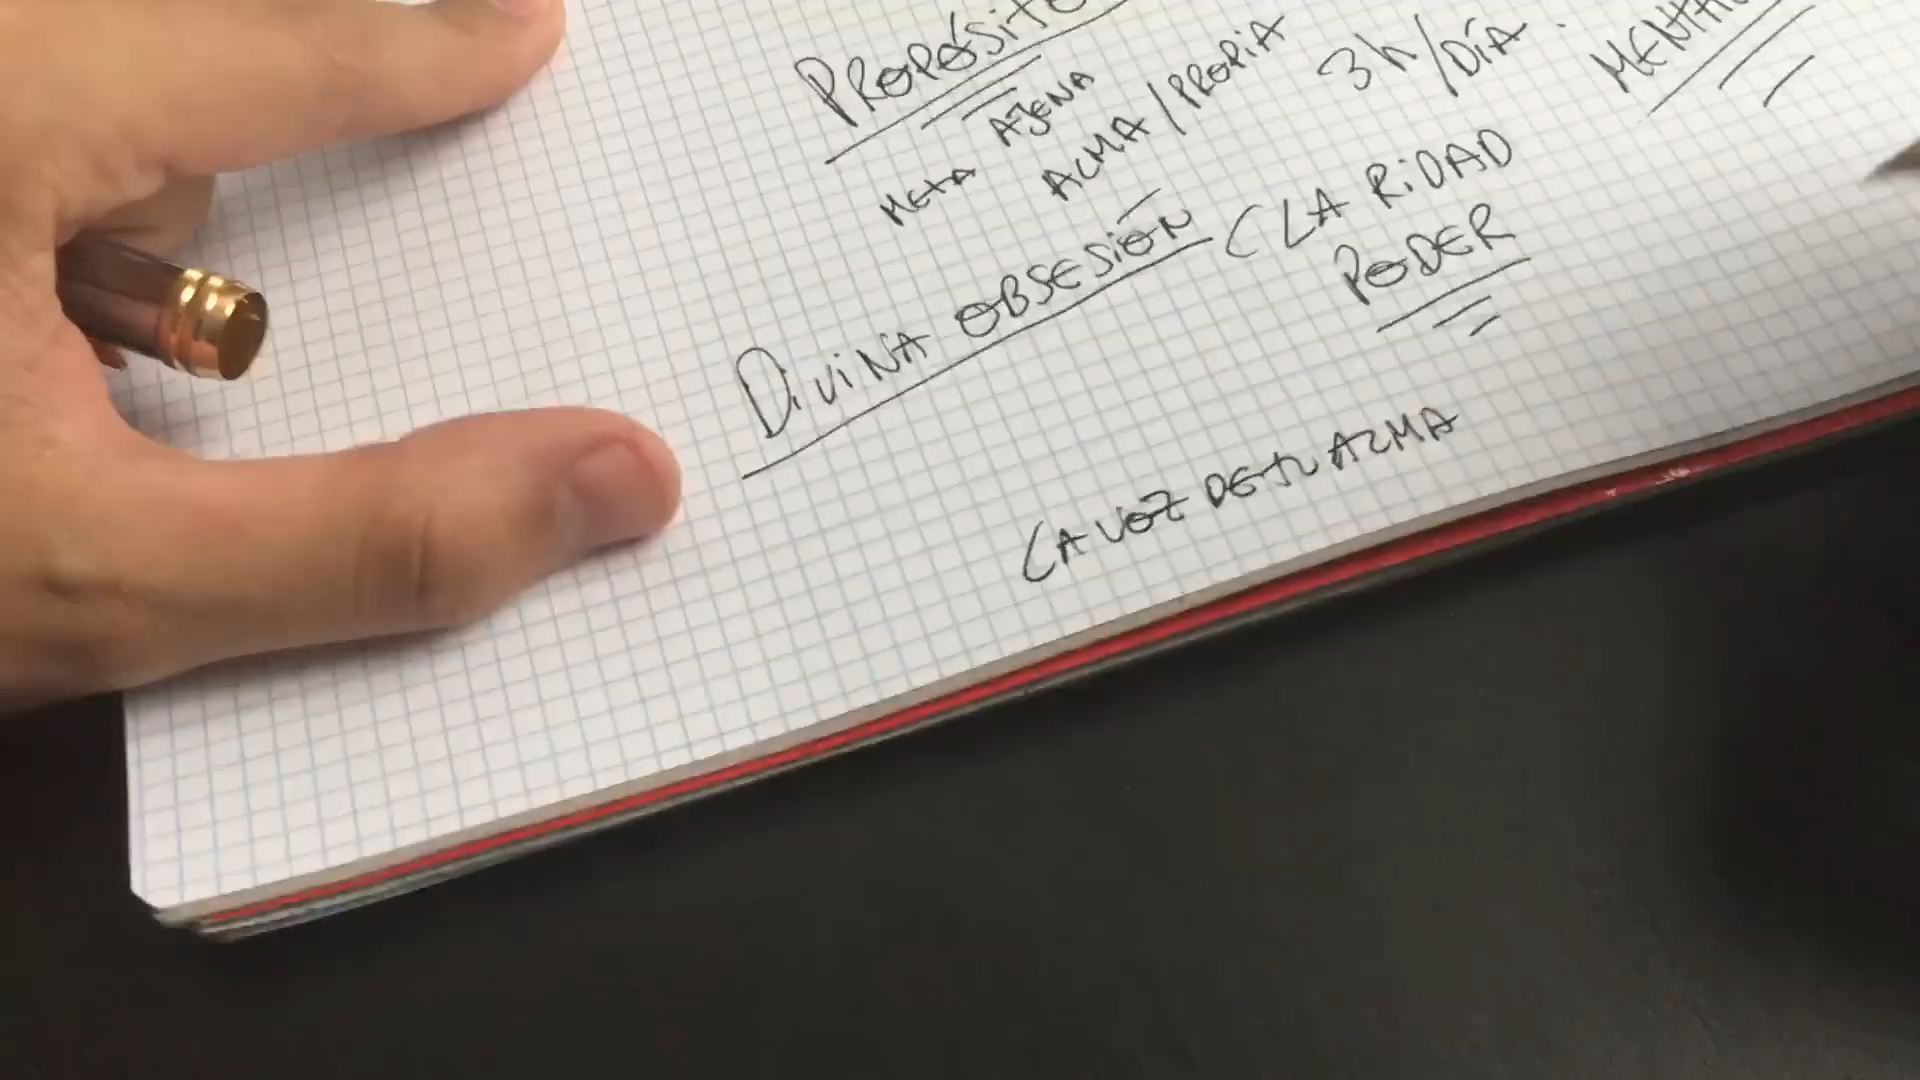 PROPÓSITO
META AJENA
ALMA / PROPIA
3h/DÍA.
DIVINA OBSESIÓN
CLARIDAD
PODER
LA VOZ DE TU ALMA